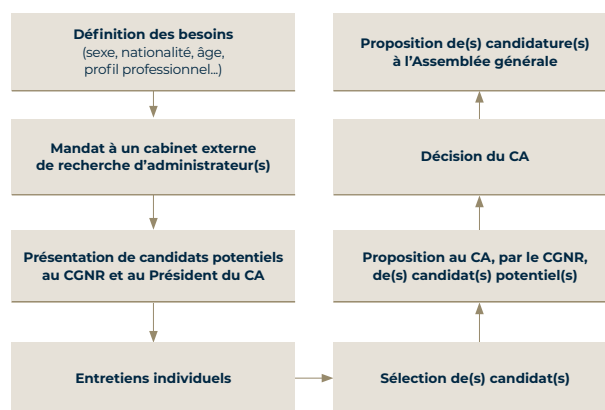 Définition des besoins
(sexe, nationalité, âge,
profil professionnel...)
Mandat à un cabinet externe
de recherche d'administrateur(s)
Présentation de candidats potentiels
au CGNR et au Président du CA
Entretiens individuels
Sélection de(s) candidat(s)
Proposition au CA, par le CGNR,
de(s) candidat(s) potentiel(s)
Décision du CA
Proposition de(s) candidature(s)
à l'Assemblée générale